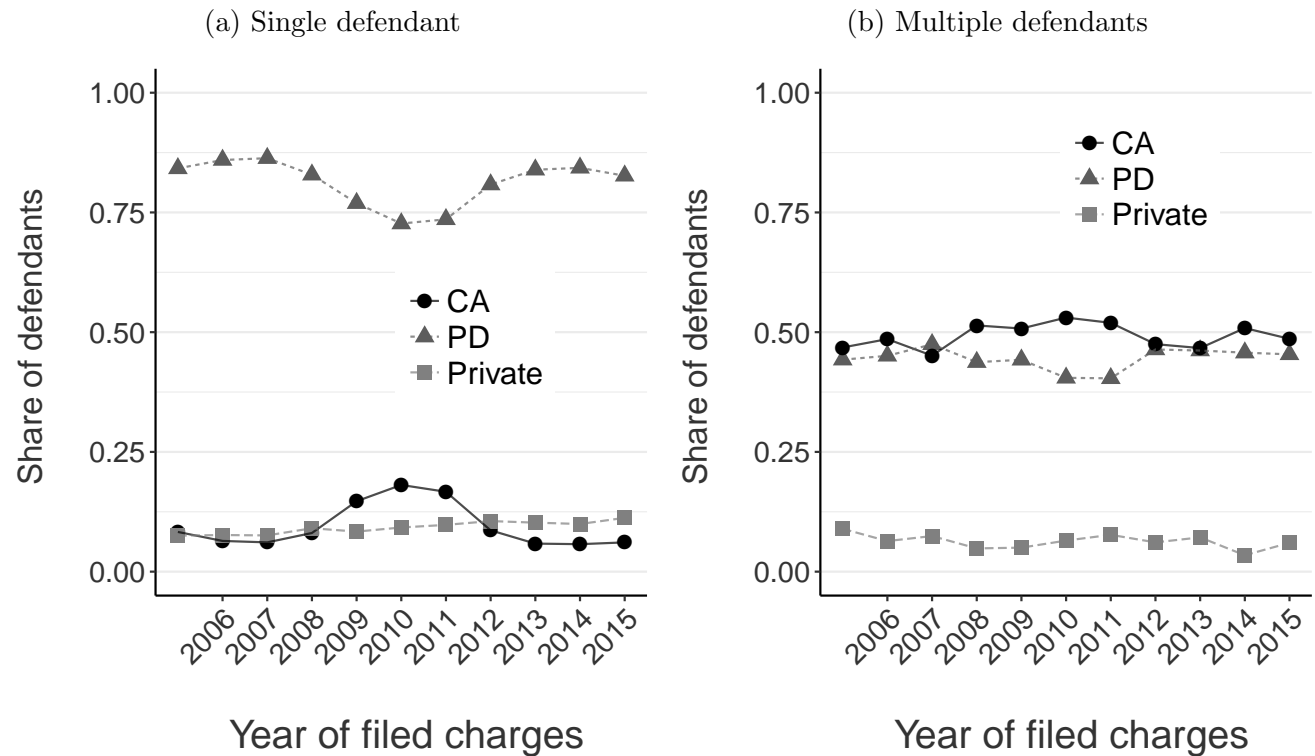 (a) Single defendant
1.00
0.75
0.50
0.25
0.00
Share of defendants
CA
PD
Private
2006
2007
2008
2009
2010
2011
2012
2013
2014
2015
Year of filed charges
(b) Multiple defendants
1.00
0.75
0.50
0.25
0.00
Share of defendants
CA
PD
Private
2006
2007
2008
2009
2010
2011
2012
2013
2014
2015
Year of filed charges